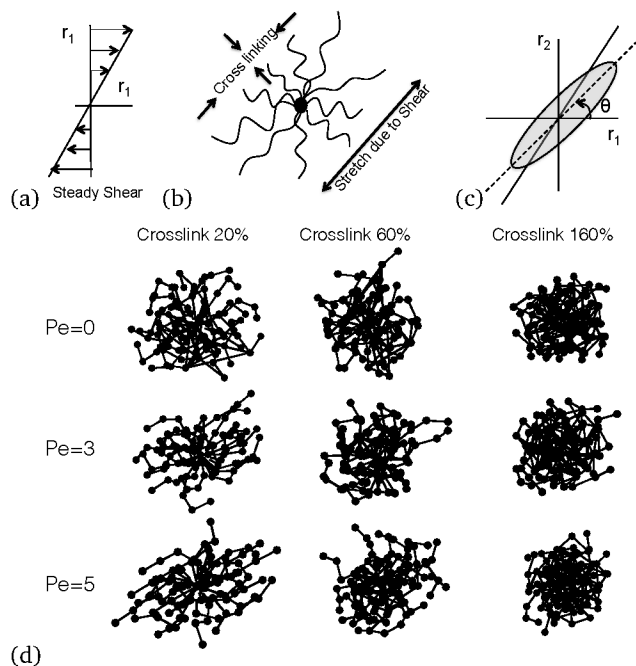 r1
r1
Steady Shear
(a)
Cross linking
Stretch due to Shear
(b)
r2
θ
r1
(c)
Crosslink 20% Crosslink 60% Crosslink 160%
Pe=0
Pe=3
Pe=5
(d)